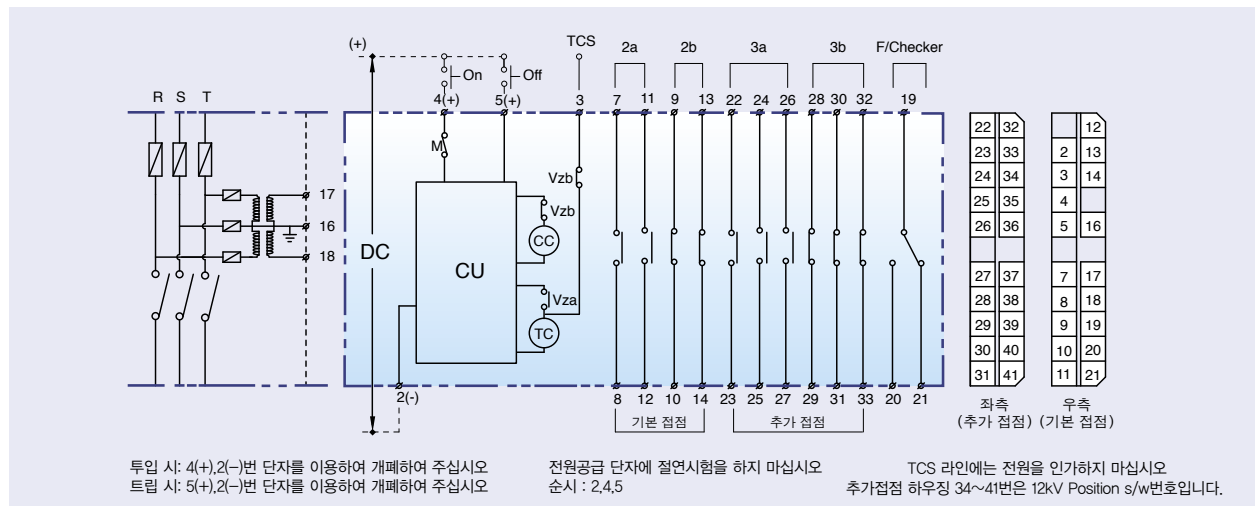 (+)
TCS
2a
2b
3a
3b
F/Checker
On
Off
R S T
4(+)
5(+)
3
7
11
9
13
22
24
26
28
30
32
19
M
Vzb
17
Vzb
16
CC
DC
CU
18
Vza
TC
2(-)
8
12
10
14
23
25
27
29
31
33
20
21
기본 접점
추가 접점
22 32
23 33
24 34
25 35
26 36
27 37
28 38
29 39
30 40
31 41
좌측
(추가 접점)
12
2 13
3 14
4
5 16
7 17
8 18
9 19
10 20
11 21
우측
(기본 접점)
투입 시: 4(+),2(-)번 단자를 이용하여 개폐하여 주십시오
트립 시: 5(+),2(-)번 단자를 이용하여 개폐하여 주십시오
전원공급 단자에 절연시험을 하지 마십시오
순시 : 2,4,5
TCS 라인에는 전원을 인가하지 마십시오
추가접점 하우징 34~41번은 12kV Position s/w번호입니다.